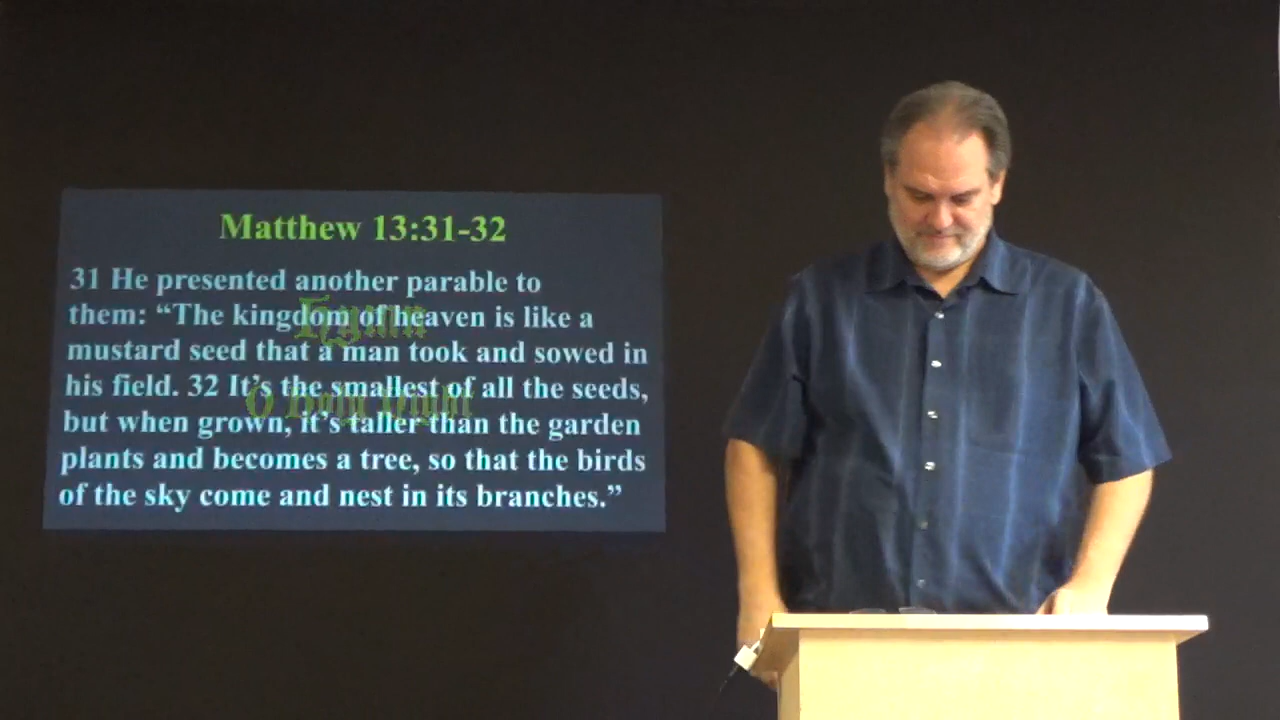 Matthew 13:31-32
31 He presented another parable to
them: “The kingdom of heaven is like a
mustard seed that a man took and sowed in
his field. 32 It’s the smallest of all the seeds,
but when grown, it’s taller than the garden
plants and becomes a tree, so that the birds
of the sky come and nest in its branches.”
Hymn
O Holy Night